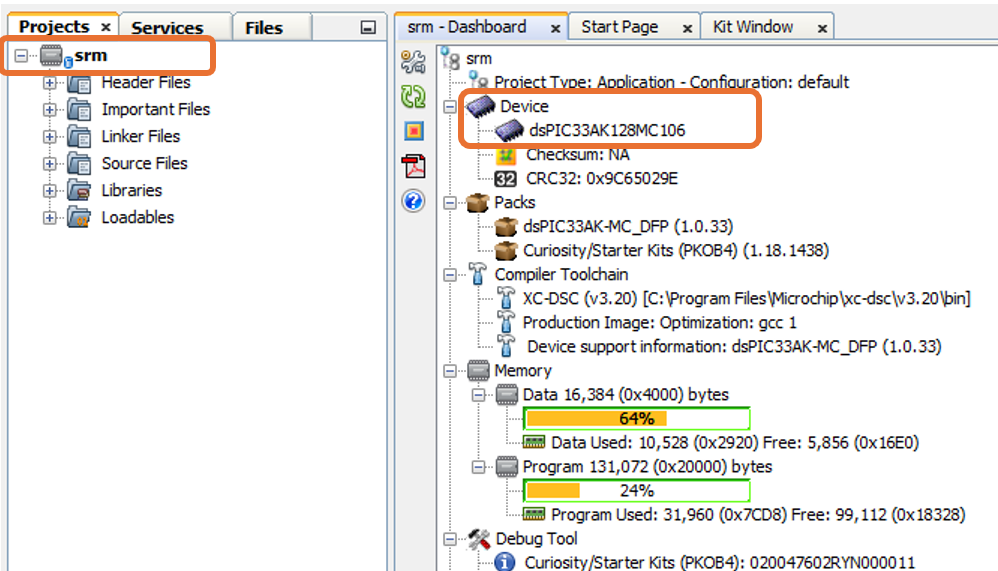 Projects
Services
Files
srm
Header Files
Important Files
Linker Files
Source Files
Libraries
Loadables
srm - Dashboard
Start Page
Kit Window
srm
Project Type: Application - Configuration: default
Device
dsPIC33AK128MC106
Checksum: NA
32 CRC32: 0x9C65029E
Packs
dsPIC33AK-MC_DFP (1.0.33)
Curiosity/Starter Kits (PKOB4) (1.18.1438)
Compiler Toolchain
XC-DSC (v3.20) [C:\Program Files\Microchip\xc-dsc\v3.20\bin]
Production Image: Optimization: gcc 1
Device support information: dsPIC33AK-MC_DFP (1.0.33)
Memory
Data 16,384 (0x4000) bytes
64%
Data Used: 10,528 (0x2920) Free: 5,856 (0x16E0)
Program 131,072 (0x20000) bytes
24%
Program Used: 31,960 (0x7CD8) Free: 99,112 (0x18328)
Debug Tool
Curiosity/Starter Kits (PKOB4): 020047602RYN000011